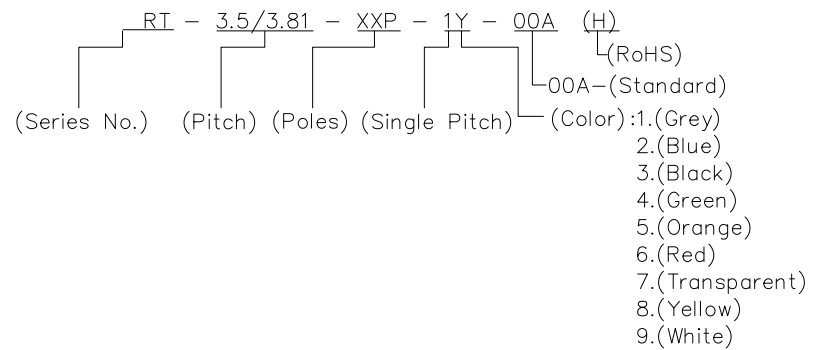 RT - 3.5/3.81 - XXP - 1Y - 00A (H)
(RoHS)
00A-(Standard)
(Series No.) (Pitch) (Poles) (Single Pitch) (Color):1.(Grey)
2.(Blue)
3.(Black)
4.(Green)
5.(Orange)
6.(Red)
7.(Transparent)
8.(Yellow)
9.(White)